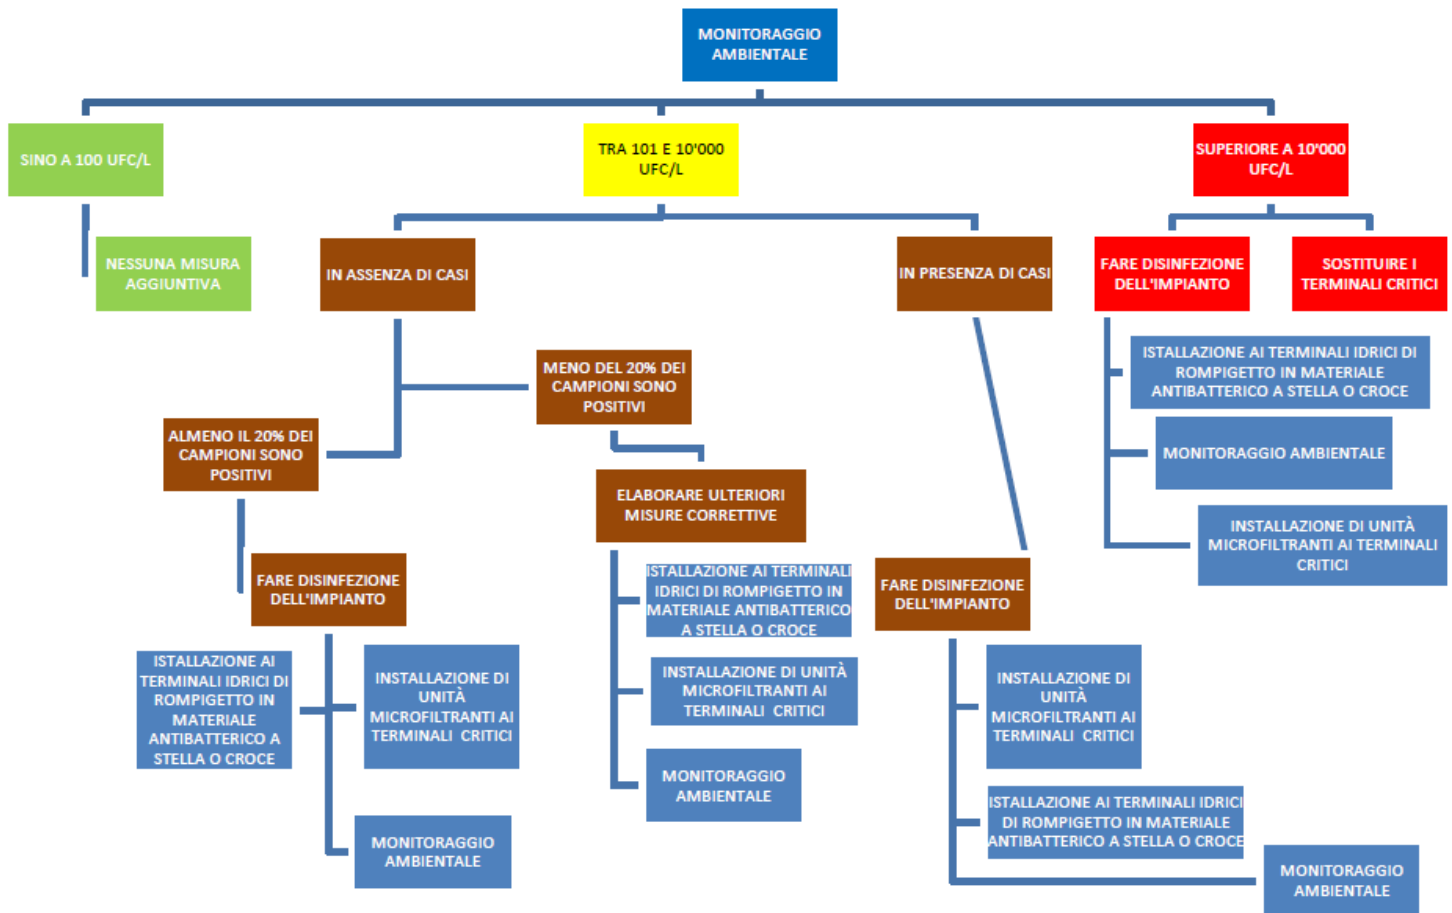 MONITORAGGIO
AMBIENTALE
SINO A 100 UFC/L
TRA 101 E 10'000
UFC/L
SUPERIORE A 10'000
UFC/L
NESSUNA MISURA
AGGIUNTIVA
IN ASSENZA DI CASI
IN PRESENZA DI CASI
FARE DISINFEZIONE
DELL'IMPIANTO
SOSTITUIRE I
TERMINALI CRITICI
ISTALLAZIONE AI TERMINALI IDRICI DI
ROMPIGETTO IN MATERIALE
ANTIBATTERICO A STELLA O CROCE
MENO DEL 20% DEI
CAMPIONI SONO
POSITIVI
ALMENO IL 20% DEI
CAMPIONI SONO
POSITIVI
MONITORAGGIO AMBIENTALE
ELABORARE ULTERIORI
MISURE CORRETTIVE
INSTALLAZIONE DI UNITÀ
MICROFILTRANTI AI TERMINALI
CRITICI
FARE DISINFEZIONE
DELL'IMPIANTO
ISTALLAZIONE AI TERMINALI
IDRICI DI ROMPIGETTO IN
MATERIALE ANTIBATTERICO
A STELLA O CROCE
FARE DISINFEZIONE
DELL'IMPIANTO
ISTALLAZIONE AI
TERMINALI IDRICI DI
ROMPIGETTO IN
MATERIALE
ANTIBATTERICO A
STELLA O CROCE
INSTALLAZIONE DI
UNITÀ
MICROFILTRANTI AI
TERMINALI CRITICI
INSTALLAZIONE DI UNITÀ
MICROFILTRANTI AI
TERMINALI CRITICI
INSTALLAZIONE DI
UNITÀ
MICROFILTRANTI AI
TERMINALI CRITICI
MONITORAGGIO
AMBIENTALE
ISTALLAZIONE AI TERMINALI IDRICI
DI ROMPIGETTO IN MATERIALE
ANTIBATTERICO A STELLA O CROCE
MONITORAGGIO
AMBIENTALE
MONITORAGGIO
AMBIENTALE